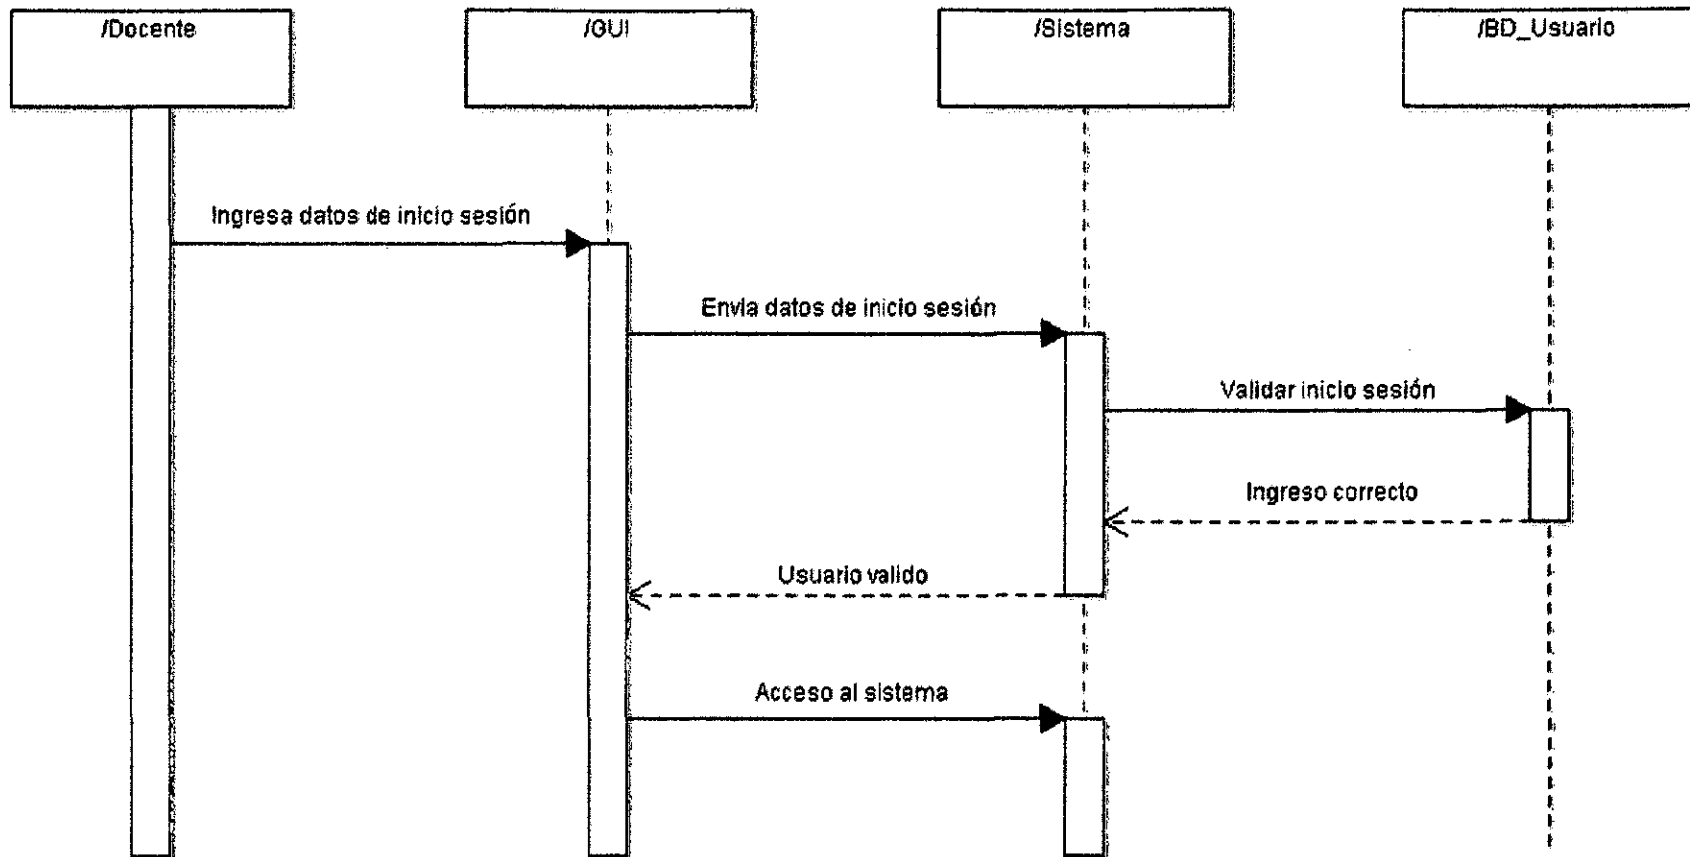 /Docente
/GUI
/Sistema
/BD_Usuario
Ingresa datos de inicio sesión
Envia datos de inicio sesión
Validar inicio sesión
Ingreso correcto
Usuario valido
Acceso al sistema